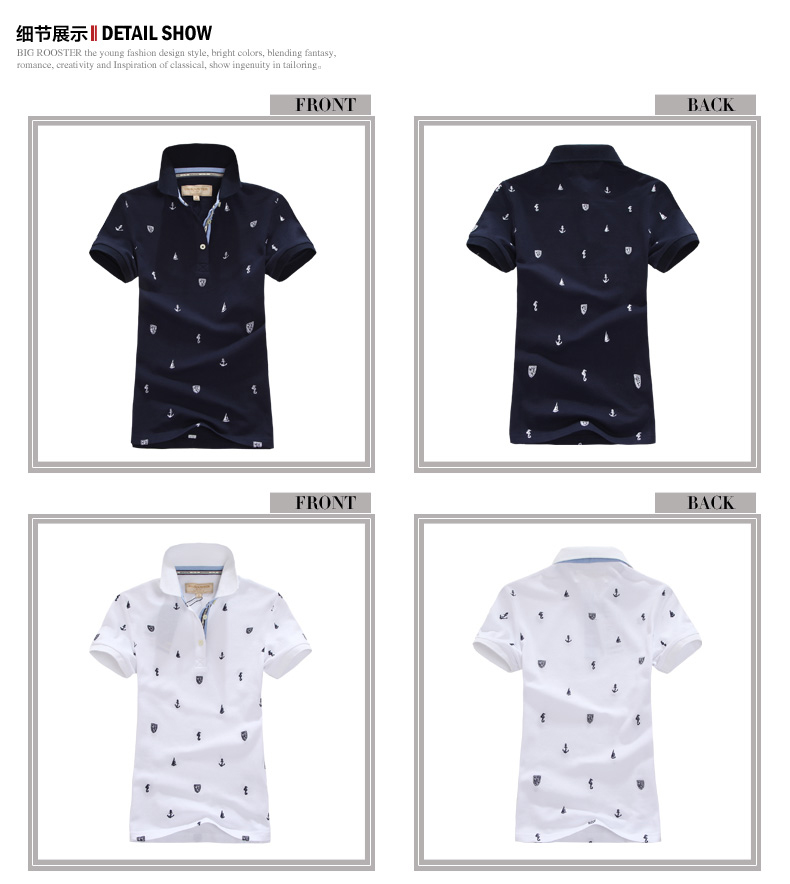 细节展示 DETAIL SHOW
BIG ROOSTER the young fashion design style, bright colors, blending fantasy,
romance, creativity and Inspiration of classical, show ingenuity in tailoring。
FRONT
BACK
FRONT
BACK